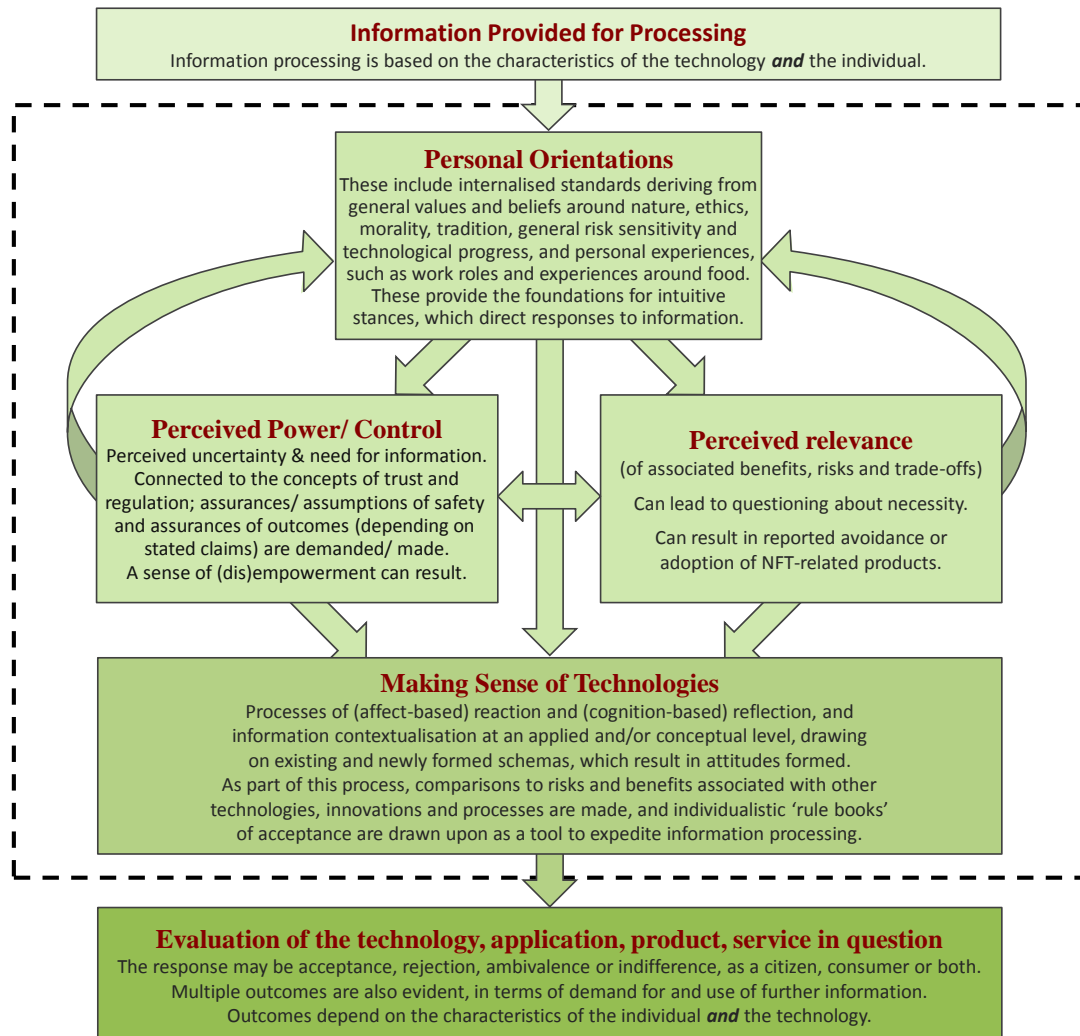 Information Provided for Processing
Information processing is based on the characteristics of the technology and the individual.
Personal Orientations
These include internalised standards deriving from
general values and beliefs around nature, ethics,
morality, tradition, general risk sensitivity and
technological progress, and personal experiences,
such as work roles and experiences around food.
These provide the foundations for intuitive
stances, which direct responses to information.
Perceived Power/ Control
Perceived uncertainty & need for information.
Connected to the concepts of trust and
regulation; assurances/ assumptions of safety
and assurances of outcomes (depending on
stated claims) are demanded/ made.
A sense of (dis)empowerment can result.
Perceived relevance
(of associated benefits, risks and trade-offs)
Can lead to questioning about necessity.
Can result in reported avoidance or
adoption of NFT-related products.
Making Sense of Technologies
Processes of (affect-based) reaction and (cognition-based) reflection, and
information contextualisation at an applied and/or conceptual level, drawing
on existing and newly formed schemas, which result in attitudes formed.
As part of this process, comparisons to risks and benefits associated with other
technologies, innovations and processes are made, and individualistic ‘rule books’
of acceptance are drawn upon as a tool to expedite information processing.
Evaluation of the technology, application, product, service in question
The response may be acceptance, rejection, ambivalence or indifference, as a citizen, consumer or both.
Multiple outcomes are also evident, in terms of demand for and use of further information.
Outcomes depend on the characteristics of the individual and the technology.